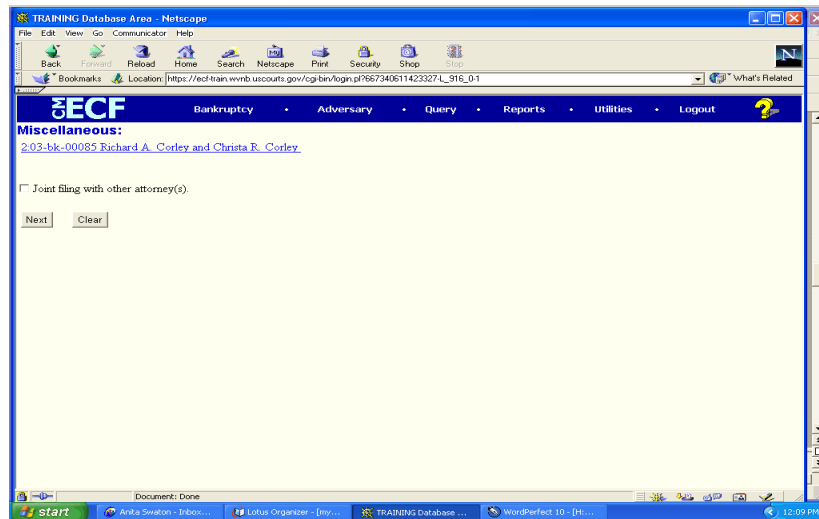 TRAINING Database Area - Netscape
File Edit View Go Communicator Help
Back Forward Reload Home Search Netscape Print Security Shop Stop
N
Bookmarks Location: https://ecf-train.wvnb.uscourts.gov/cgi-bin/login.pl?667340611423327-L_916_0-1 What's Related
CM ECF Bankruptcy • Adversary • Query • Reports • Utilities • Logout ?
Miscellaneous:
2:03-bk-00085 Richard A. Corley and Christa R. Corley
Joint filing with other attorney(s).
Next Clear
Document: Done
start Anita Swaton - Inbox... Lotus Organizer - [my... TRAINING Database ... WordPerfect 10 - [H:... 12:09 PM